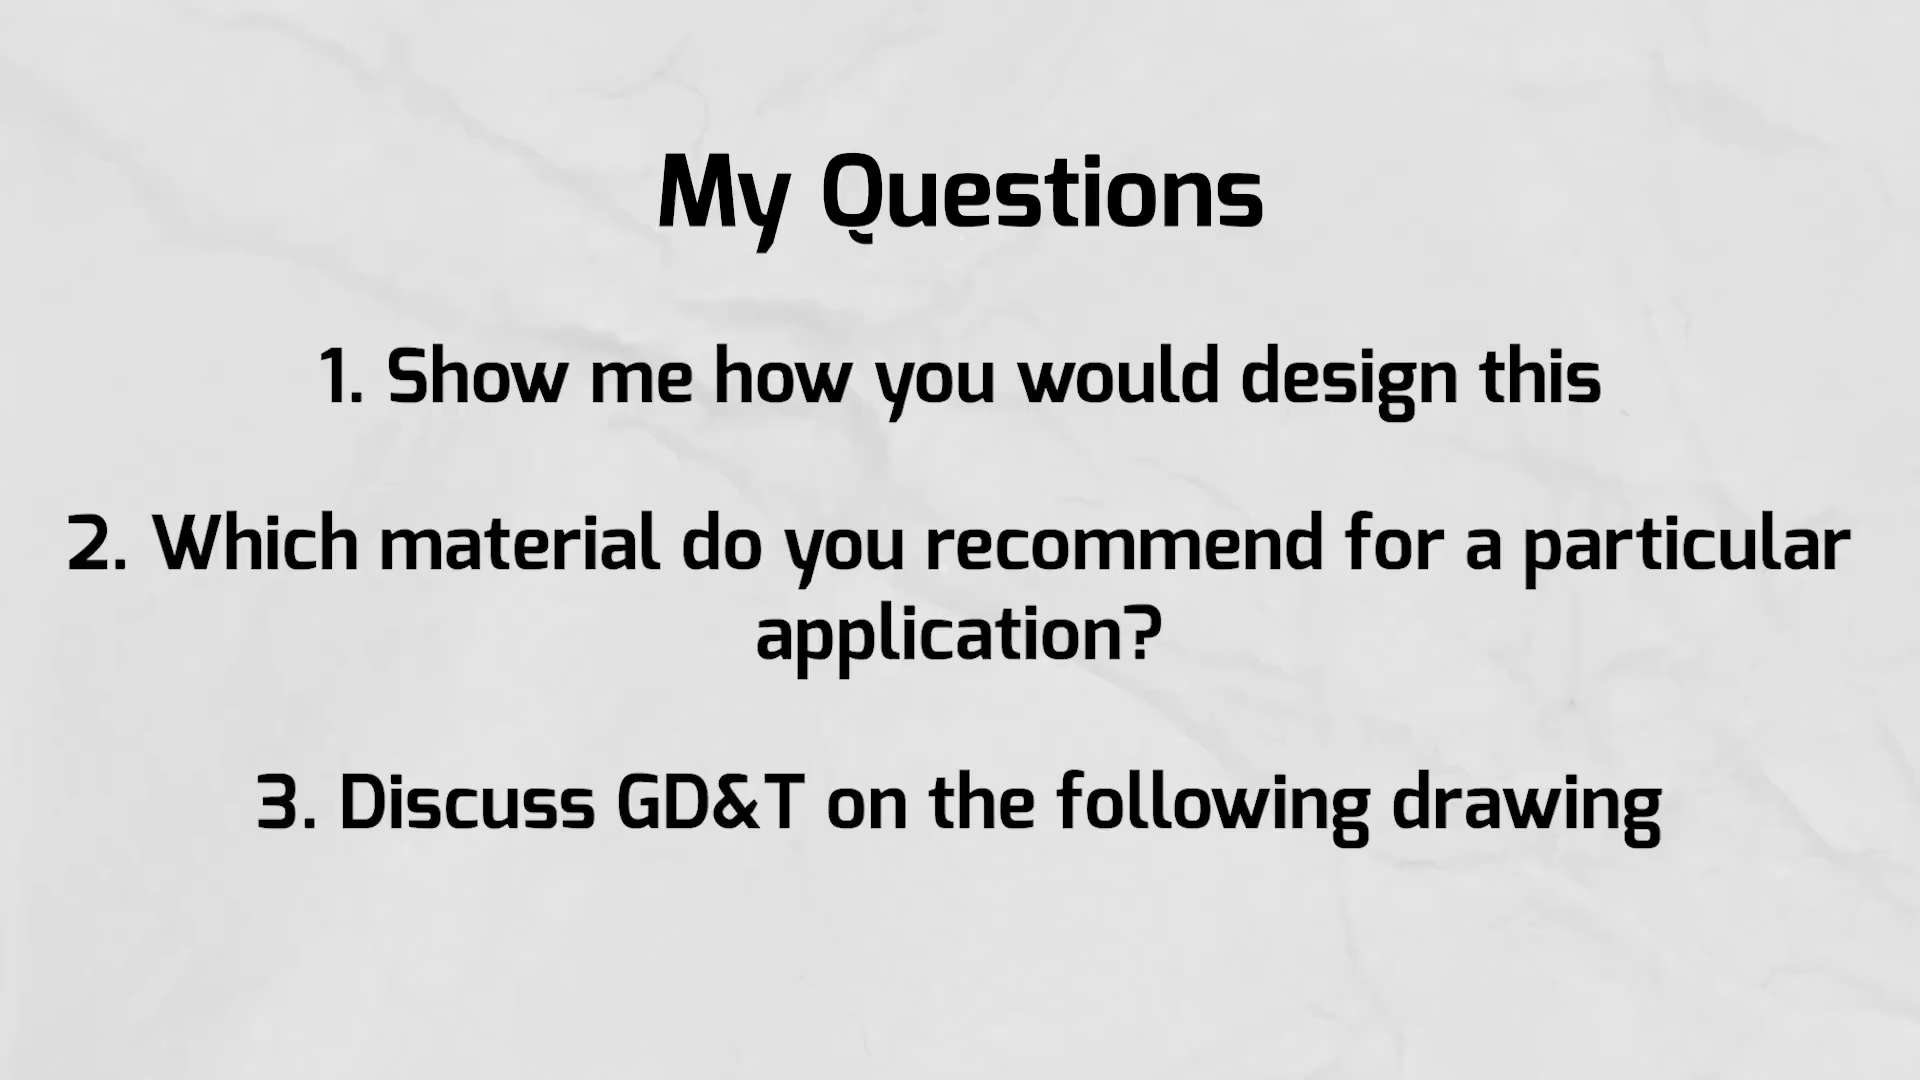 My Questions
1. Show me how you would design this
2. Which material do you recommend for a particular
application?
3. Discuss GD&T on the following drawing